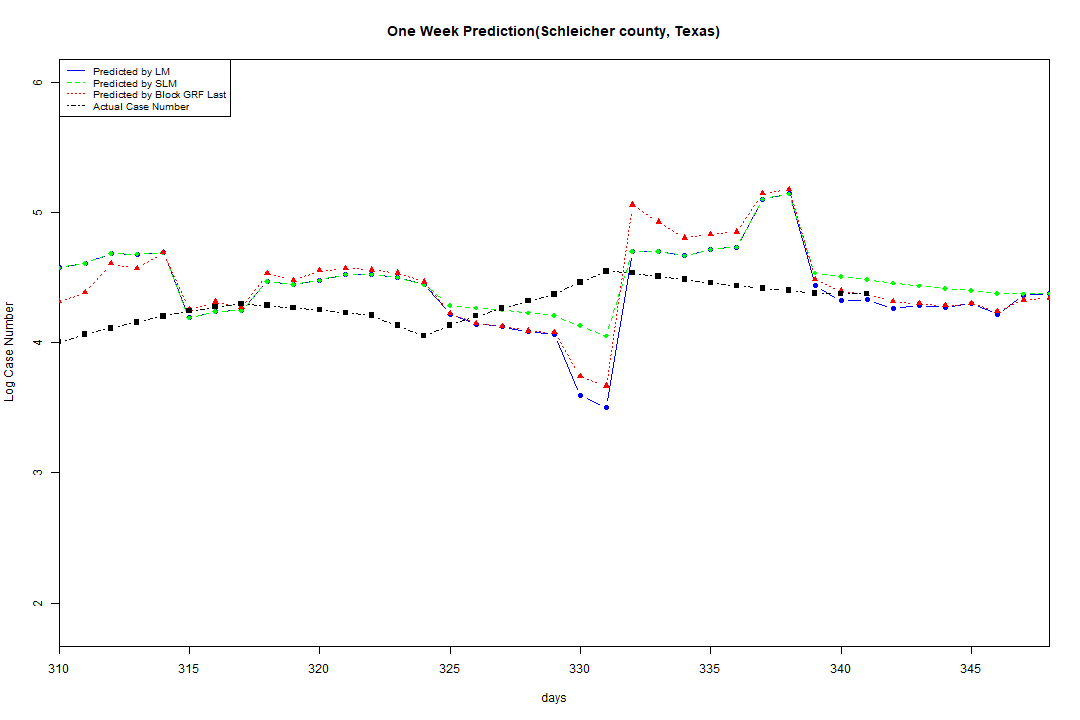 One Week Prediction(Schleicher county, Texas)
Predicted by LM
Predicted by SLM
Predicted by Block GRF Last
Actual Case Number
6
5
4
3
2
Log Case Number
310 315 320 325 330 335 340 345
days